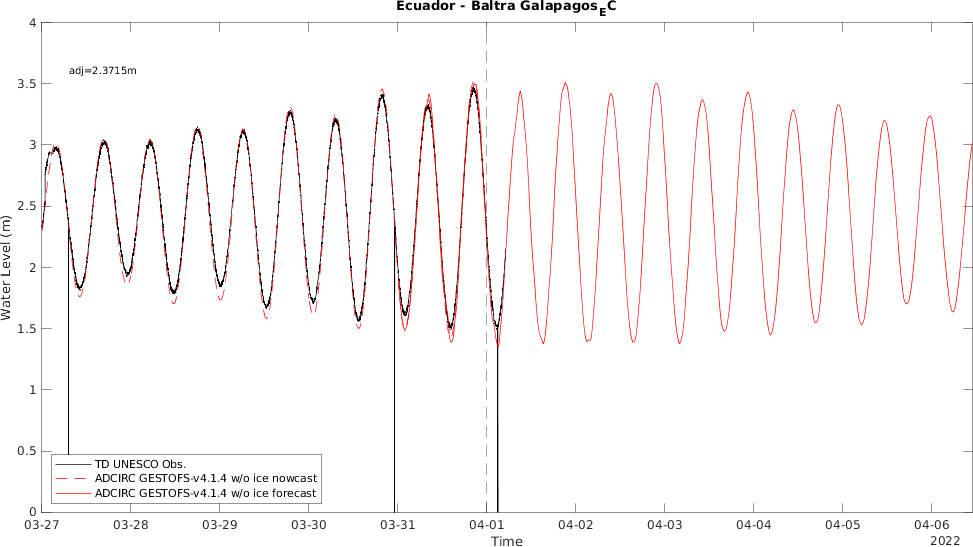 Ecuador - Baltra GalapagosEC
4
adj=2.3715m
3.5
3
2.5
2
1.5
1
0.5
0
Water Level (m)
TD UNESCO Obs.
ADCIRC GESTOFS-v4.1.4 w/o ice nowcast
ADCIRC GESTOFS-v4.1.4 w/o ice forecast
03-27 03-28 03-29 03-30 03-31 04-01 04-02 04-03 04-04 04-05 04-06
Time
2022